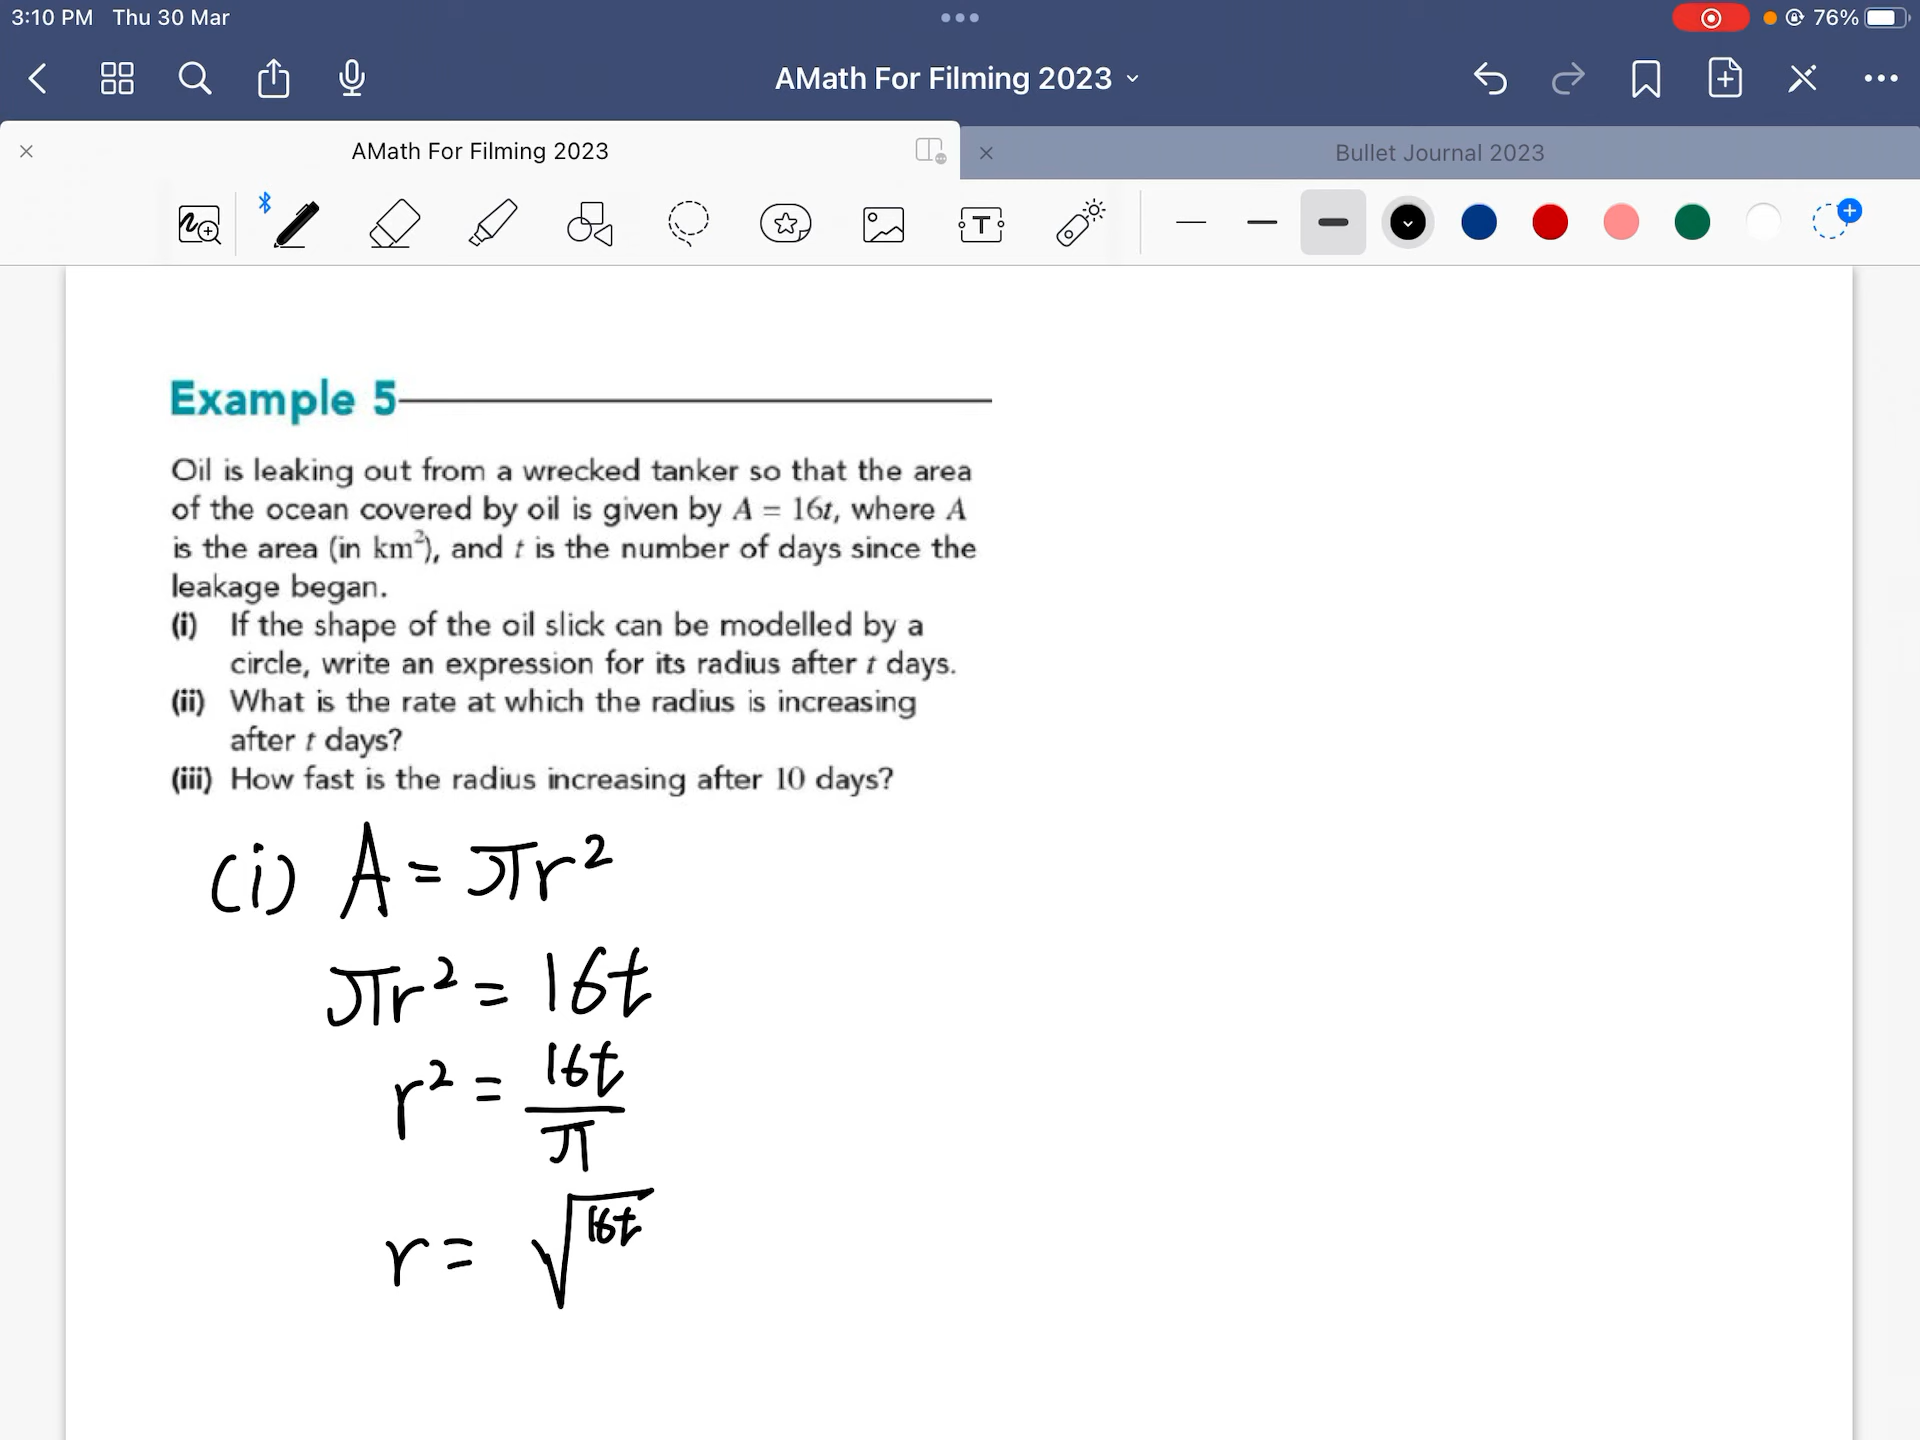 3:10 PM Thu 30 Mar
76%
AMath For Filming 2023
AMath For Filming 2023
Bullet Journal 2023
T
Example 5
Oil is leaking out from a wrecked tanker so that the area
of the ocean covered by oil is given by A = 16t, where A
is the area (in km²), and t is the number of days since the
leakage began.
(i) If the shape of the oil slick can be modelled by a
circle, write an expression for its radius after t days.
(ii) What is the rate at which the radius is increasing
after t days?
(iii) How fast is the radius increasing after 10 days?
(i) A = πr²
πr² = 16t
r² = 16t/π
r = √16t